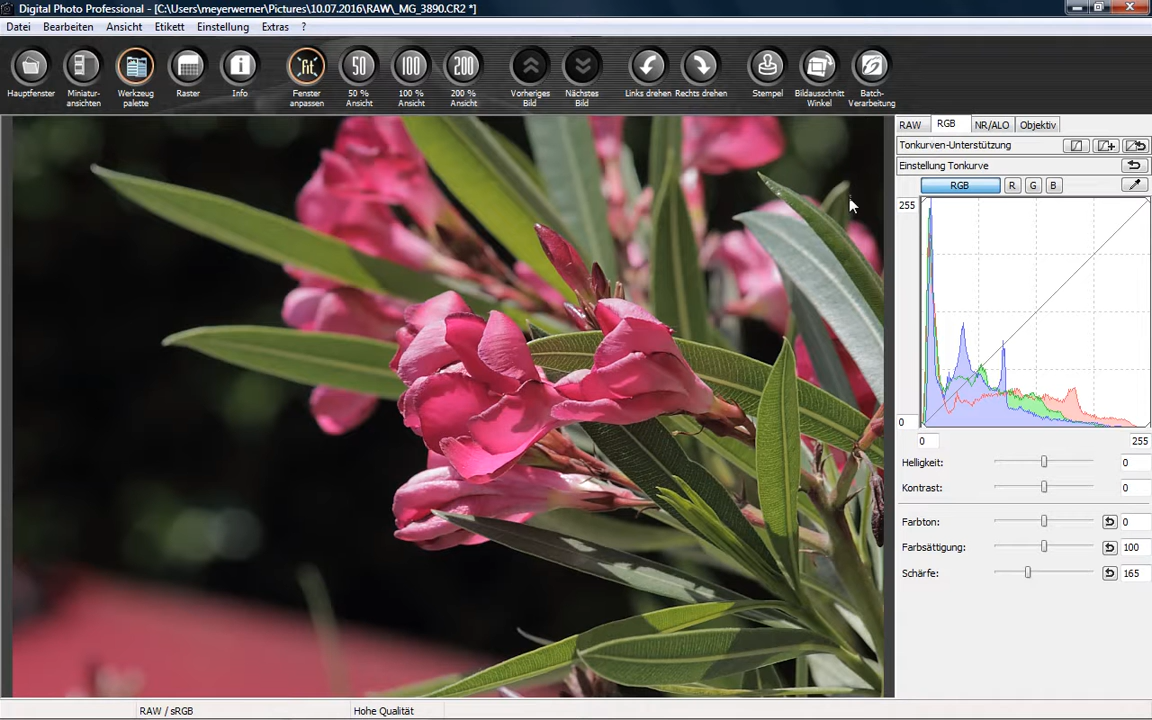 Digital Photo Professional - [C:\Users\meyerwerner\Pictures\10.07.2016\RAW\_MG_3890.CR2 *]
Datei Bearbeiten Ansicht Etikett Einstellung Extras ?
Hauptfenster
Miniatur-
ansichten
Werkzeug
palette
Raster
Info
fit
Fenster
anpassen
50
50 %
Ansicht
100
100 %
Ansicht
200
200 %
Ansicht
Vorheriges
Bild
Nächstes
Bild
Links drehen
Rechts drehen
Stempel
Bildausschnitt
Winkel
Batch-
Verarbeitung
RAW RGB NR/ALO Objektiv
Tonkurven-Unterstützung
Einstellung Tonkurve
RGB R G B
255
0
0 255
Helligkeit: 0
Kontrast: 0
Farbton: 0
Farbsättigung: 100
Schärfe: 165
RAW / sRGB Hohe Qualität